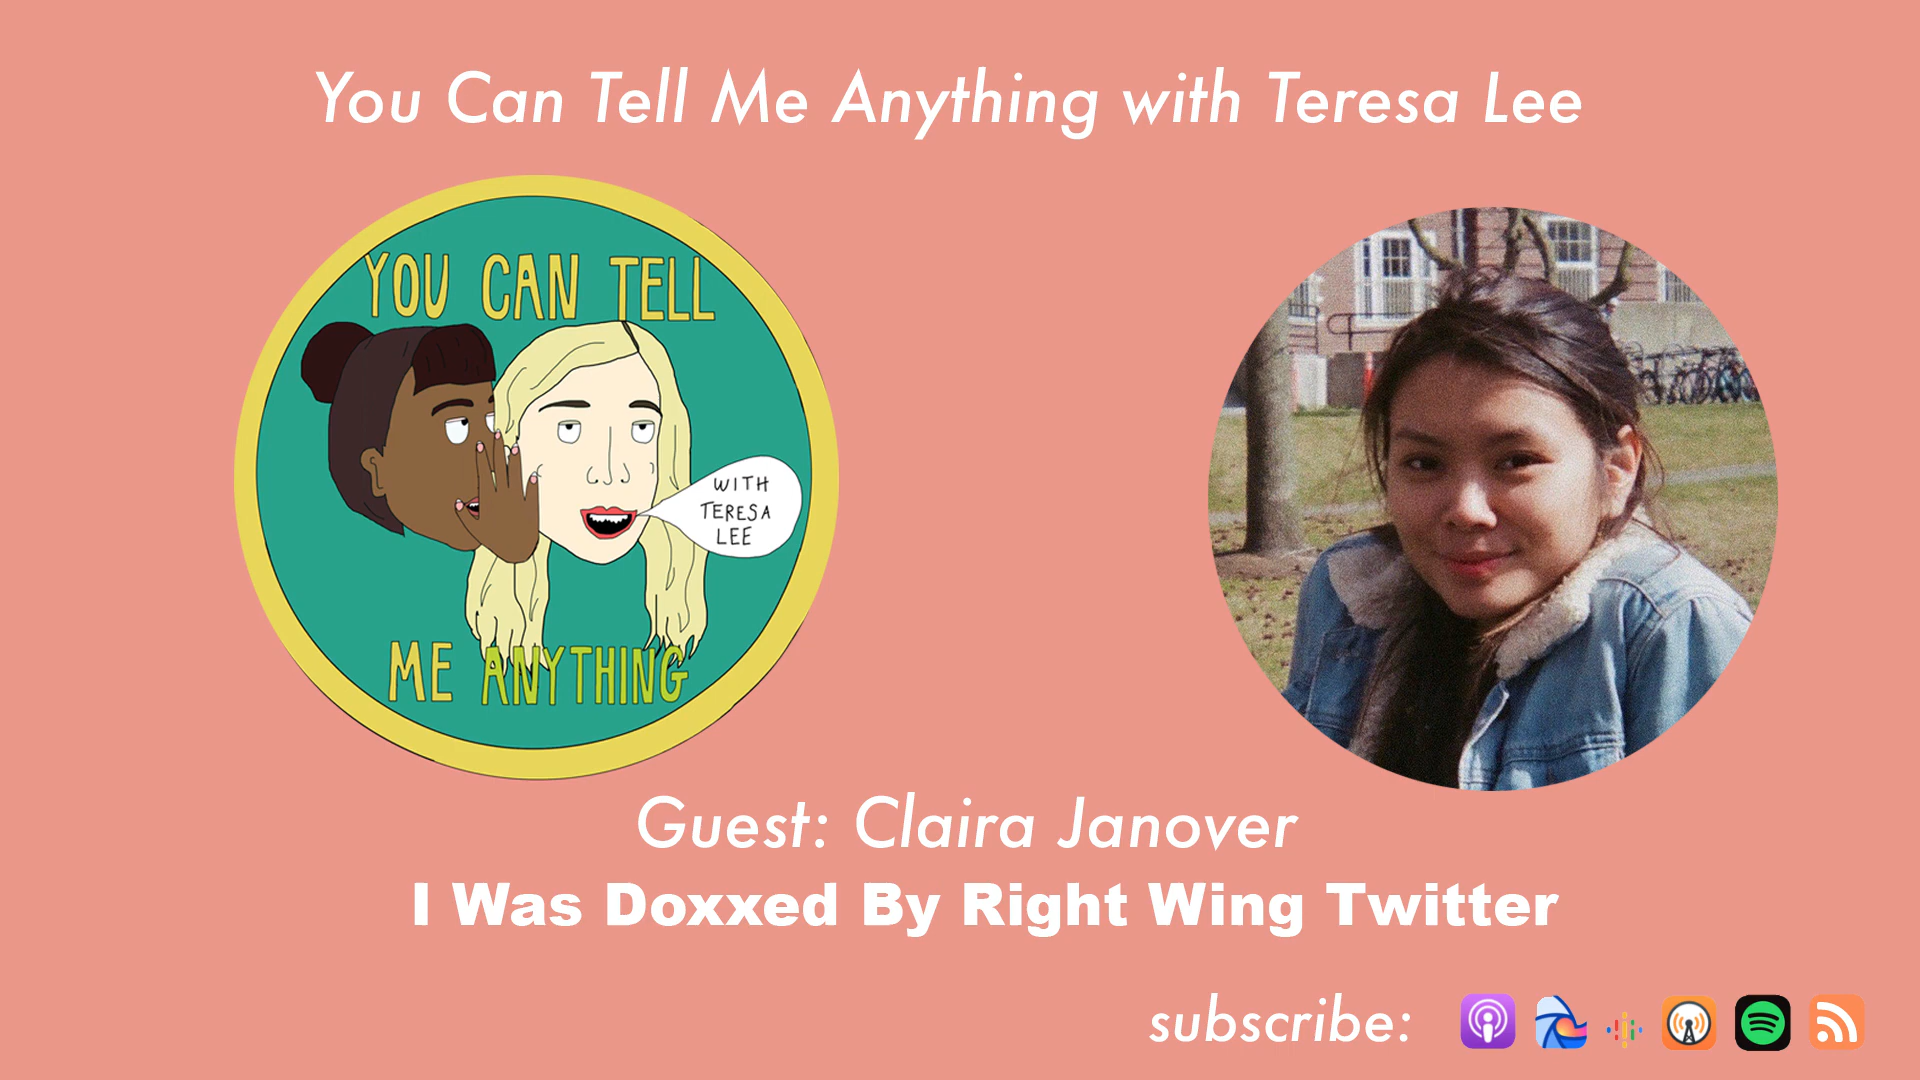 You Can Tell Me Anything with Teresa Lee
YOU CAN TELL
WITH
TERESA
LEE
ME ANYTHING
Guest: Claira Janover
I Was Doxxed By Right Wing Twitter
subscribe: